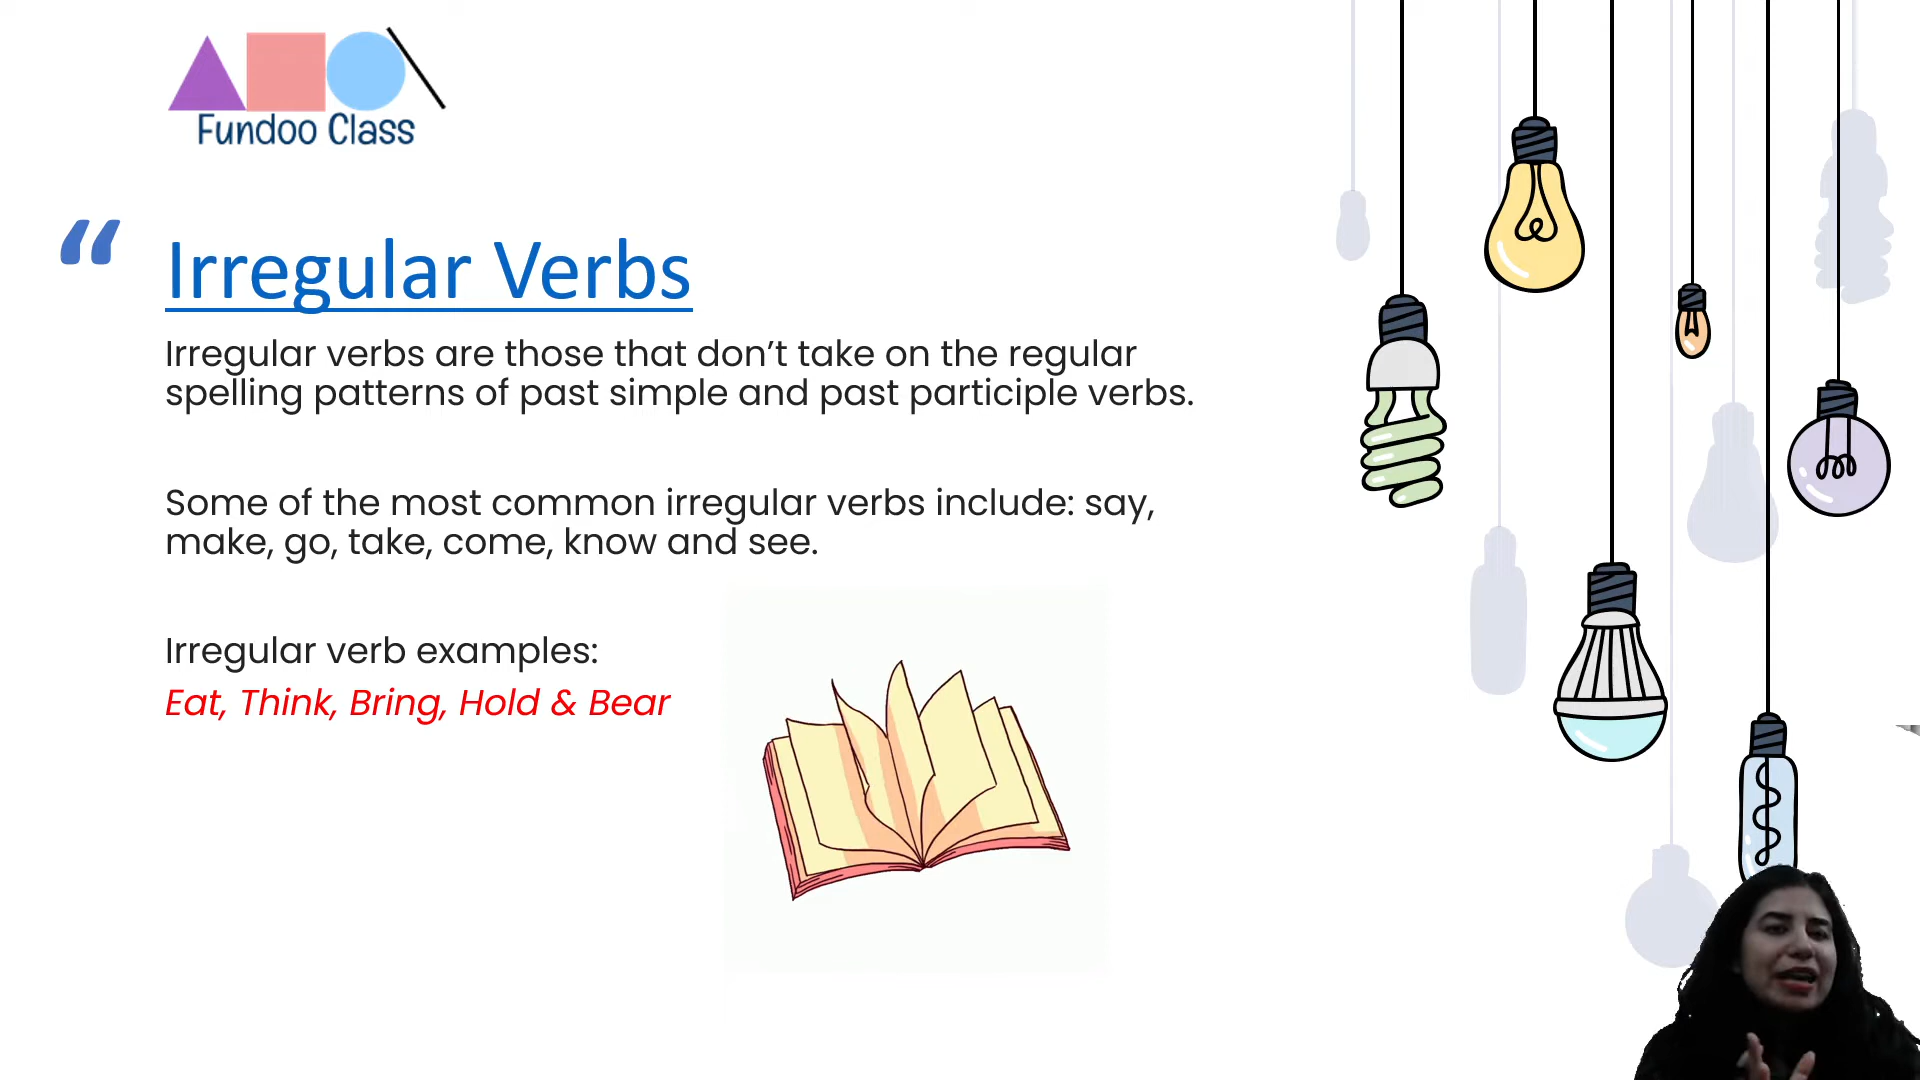 Fundoo Class
“
Irregular Verbs
Irregular verbs are those that don’t take on the regular
spelling patterns of past simple and past participle verbs.
Some of the most common irregular verbs include: say,
make, go, take, come, know and see.
Irregular verb examples:
Eat, Think, Bring, Hold & Bear